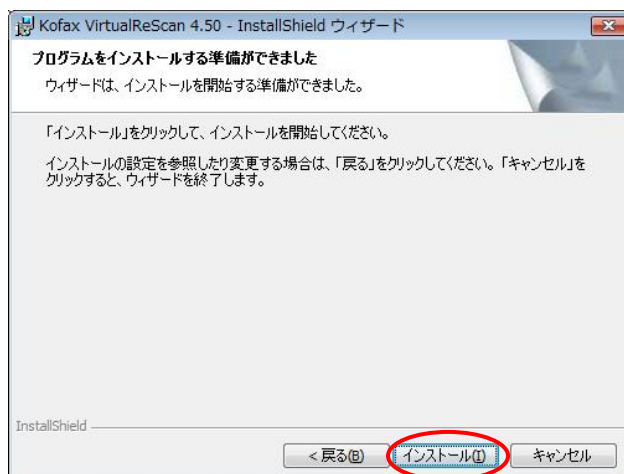 Kofax VirtualReScan 4.50 - InstallShield ウィザード
プログラムをインストールする準備ができました
ウィザードは、インストールを開始する準備ができました。
「インストール」をクリックして、インストールを開始してください。
インストールの設定を参照したり変更する場合は、「戻る」をクリックしてください。「キャンセル」を
クリックすると、ウィザードを終了します。
InstallShield
< 戻る(B) インストール(I) キャンセル